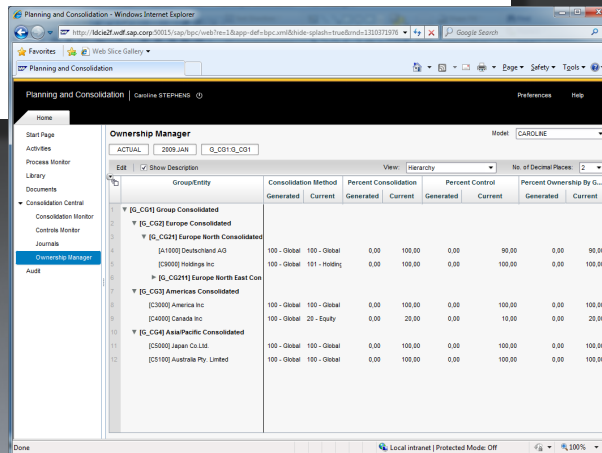 Planning and Consolidation - Windows Internet Explorer
http://ldcie2f.wdf.sap.corp:50015/sap/bpc/web?re=1&app-def=bpc.xml&hide-splash=true&rnd=1310371976
Google Search
Favorites Web Slice Gallery
Planning and Consolidation
Page Safety Tools
Planning and Consolidation | Caroline STEPHENS
Preferences Help
Home
Start Page
Activities
Process Monitor
Library
Documents
Consolidation Central
Consolidation Monitor
Controls Monitor
Journals
Ownership Manager
Audit
Ownership Manager
Model: CAROLINE
ACTUAL 2009.JAN G_CG1:G_CG1
Edit Show Description View: Hierarchy No. of Decimal Places: 2
Group/Entity Consolidation Method Percent Consolidation Percent Control Percent Ownership By G...
Generated Current Generated Current Generated Current Generated Current
1 [G_CG1] Group Consolidated
2 [G_CG2] Europe Consolidated
3 [G_CG21] Europe North Consolidated
4 [A1000] Deutschland AG 100 - Global 100 - Global 0,00 100,00 0,00 90,00 0,00 90,0
5 [C9000] Holdings Inc 100 - Global 101 - Holding 0,00 100,00 0,00 100,00 0,00 100,0
6 [G_CG211] Europe North East Con
7 [G_CG3] Americas Consolidated
8 [C3000] America Inc 100 - Global 100 - Global 0,00 100,00 0,00 100,00 0,00 100,0
9 [C4000] Canada Inc 100 - Global 20 - Equity 0,00 20,00 0,00 10,00 0,00 20,0
10 [G_CG4] Asia/Pacific Consolidated
11 [C5000] Japan Co.Ltd. 100 - Global 100 - Global 0,00 100,00 0,00 100,00 0,00 100,0
12 [C5100] Australia Pty. Limited 100 - Global 100 - Global 0,00 100,00 0,00 100,00 0,00 100,0
Done Local intranet | Protected Mode: Off 100%